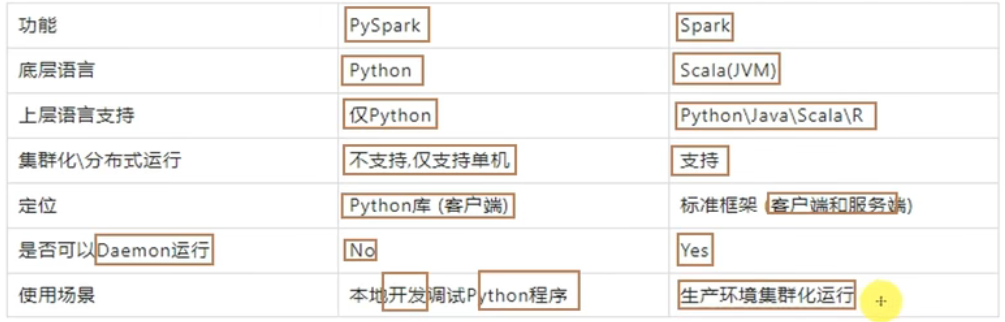 功能 PySpark Spark
底层语言 Python Scala(JVM)
上层语言支持 仅Python Python\Java\Scala\R
集群化\分布式运行 不支持,仅支持单机 支持
定位 Python库 (客户端) 标准框架 (客户端和服务端)
是否可以Daemon运行 No Yes
使用场景 本地开发调试Python程序 生产环境集群化运行